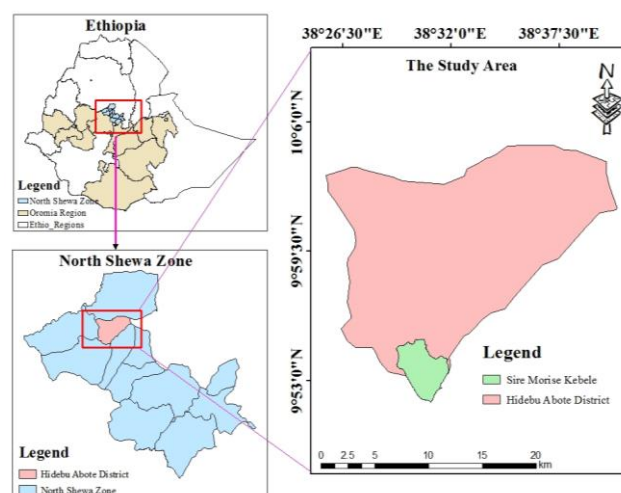 Ethiopia
Legend
North Shewa Zone
Oromia Region
Ethio_Regions
North Shewa Zone
Legend
Hidebu Abote District
North Shewa Zone
38°26'30"E 38°32'0"E 38°37'30"E
The Study Area
N
10°6'0"N
9°59'30"N
9°53'0"N
Legend
Sire Morise Kebele
Hidebu Abote District
0 2.5 5 10 15 20
km